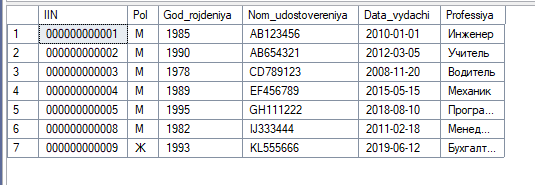 IIN Pol God_rojdeniya Nom_udostovereniya Data_vydachi Professiya
1 000000000001 М 1985 AB123456 2010-01-01 Инженер
2 000000000002 М 1990 AB654321 2012-03-05 Учитель
3 000000000003 М 1978 CD789123 2008-11-20 Водитель
4 000000000004 М 1989 EF456789 2015-05-15 Механик
5 000000000005 М 1995 GH111222 2018-08-10 Програ...
6 000000000008 М 1982 IJ333444 2011-02-18 Менед...
7 000000000009 Ж 1993 KL555666 2019-06-12 Бухгалт...